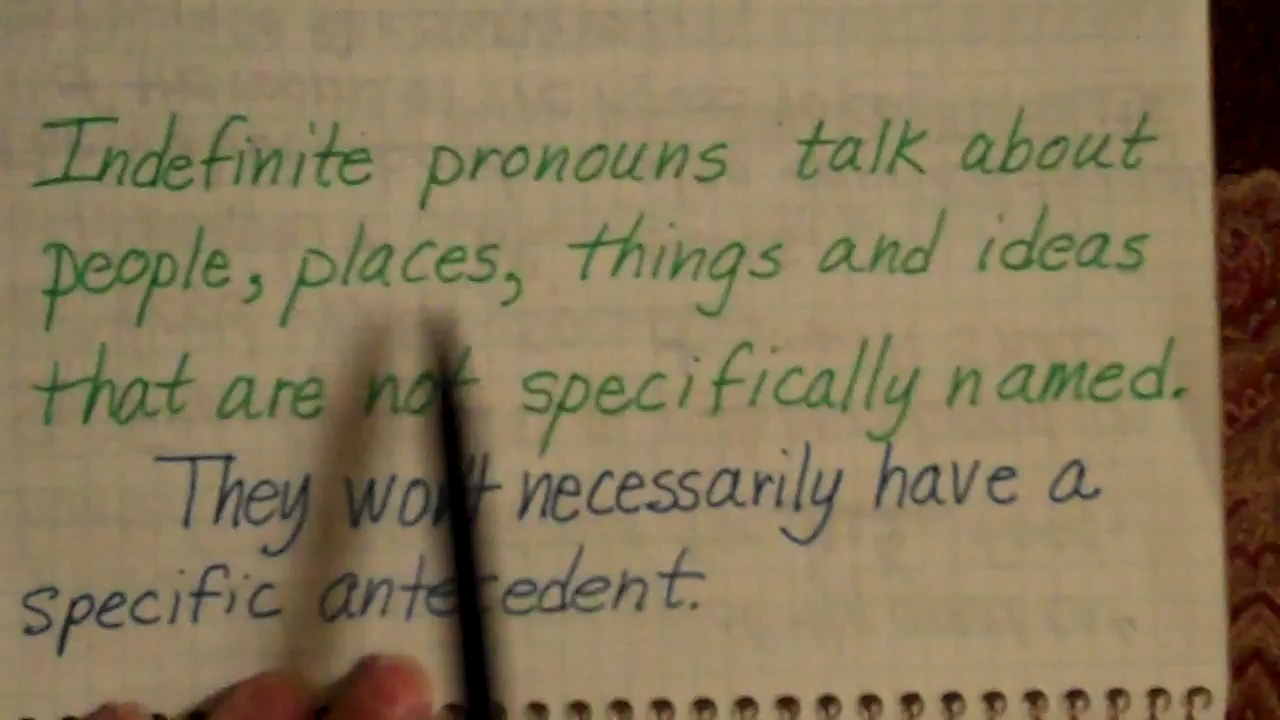 Indefinite pronouns talk about
people, places, things and ideas
that are not specifically named.
They won't necessarily have a
specific antecedent.